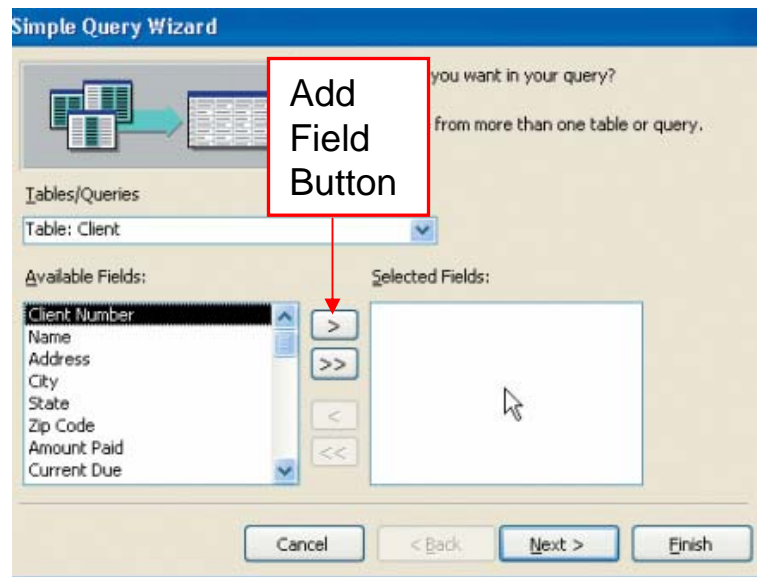 Simple Query Wizard
you want in your query?
from more than one table or query.
Add
Field
Button
Tables/Queries
Table: Client
Available Fields:
Selected Fields:
Client Number
Name
Address
City
State
Zip Code
Amount Paid
Current Due
>
>>
<
<<
Cancel
< Back
Next >
Finish